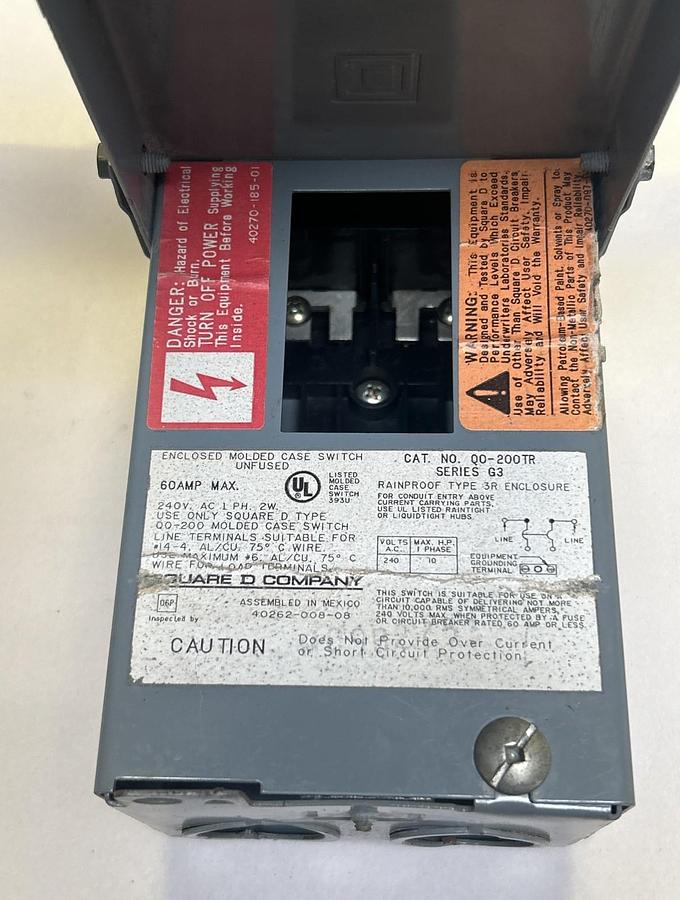 DANGER: Hazard of Electrical
Shock or Burn.
TURN OFF POWER Supplying
This Equipment Before Working
Inside.
40270-185-01
WARNING: This Equipment is
Designed and Tested by Square D to
Performance Levels Which Exceed
Underwriters Laboratories Standards.
Use of Other Than Square D Circuit Breakers
May Adversely Affect User Safety, Impair
Reliability and Will Void the Warranty.
Allowing Petroleum-Based Paint, Solvents or Spray to
Contact the Non-Metallic Parts of This Product May
Adversely Affect User Safety and Impair Reliability.
ENCLOSED MOLDED CASE SWITCH
UNFUSED
60AMP MAX.
UL
LISTED
MOLDED
CASE
SWITCH
393U
240V. AC 1 PH. 2W.
USE ONLY SQUARE D TYPE
QO-200 MOLDED CASE SWITCH
LINE TERMINALS SUITABLE FOR
#14-4, AL/CU, 75° C WIRE.
USE MAXIMUM #6, AL/CU, 75° C
WIRE FOR LOAD TERMINALS.
SQUARE D COMPANY
D6P
Inspected by
ASSEMBLED IN MEXICO
40262-008-08
CAT. NO. QO-200TR
SERIES G3
RAINPROOF TYPE 3R ENCLOSURE
FOR CONDUIT ENTRY ABOVE
CURRENT CARRYING PARTS,
USE UL LISTED RAINTIGHT
OR LIQUIDTIGHT HUBS.
LINE
LINE
VOLTS A.C. MAX. H.P. 1 PHASE
240 10
EQUIPMENT
GROUNDING
TERMINAL
THIS SWITCH IS SUITABLE FOR USE ON A
CIRCUIT CAPABLE OF DELIVERING NOT MORE
THAN 10,000 RMS SYMMETRICAL AMPERS,
240 VOLTS MAX. WHEN PROTECTED BY A FUSE
OR CIRCUIT BREAKER RATED 60 AMP OR LESS.
CAUTION Does Not Provide Over Current
or Short Circuit Protection.